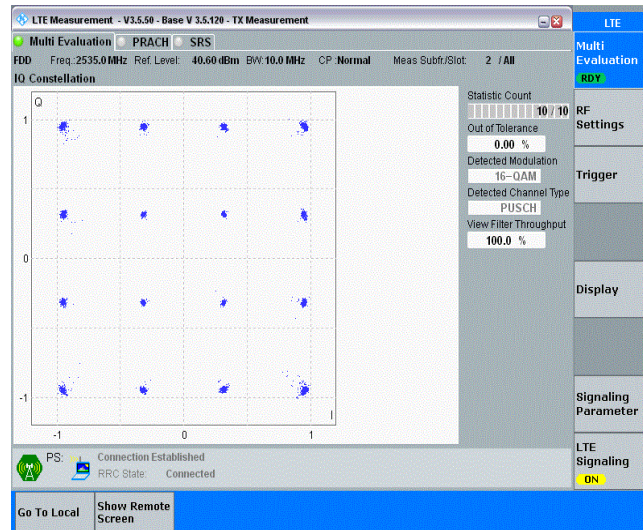 LTE Measurement - V3.5.50 - Base V 3.5.120 - TX Measurement
LTE
Multi Evaluation
PRACH
SRS
Multi
Evaluation
RDY
FDD Freq.:2535.0 MHz Ref. Level: 40.60 dBm BW:10.0 MHz CP :Normal Meas Subfr./Slot: 2 / All
IQ Constellation
Statistic Count
10 / 10
Out of Tolerance
0.00 %
Detected Modulation
16-QAM
Detected Channel Type
PUSCH
View Filter Throughput
100.0 %
RF
Settings
Trigger
Display
Signaling
Parameter
LTE
Signaling
ON
Q
1
0
-1
I
-1 0 1
PS: Connection Established
RRC State: Connected
Go To Local
Show Remote
Screen